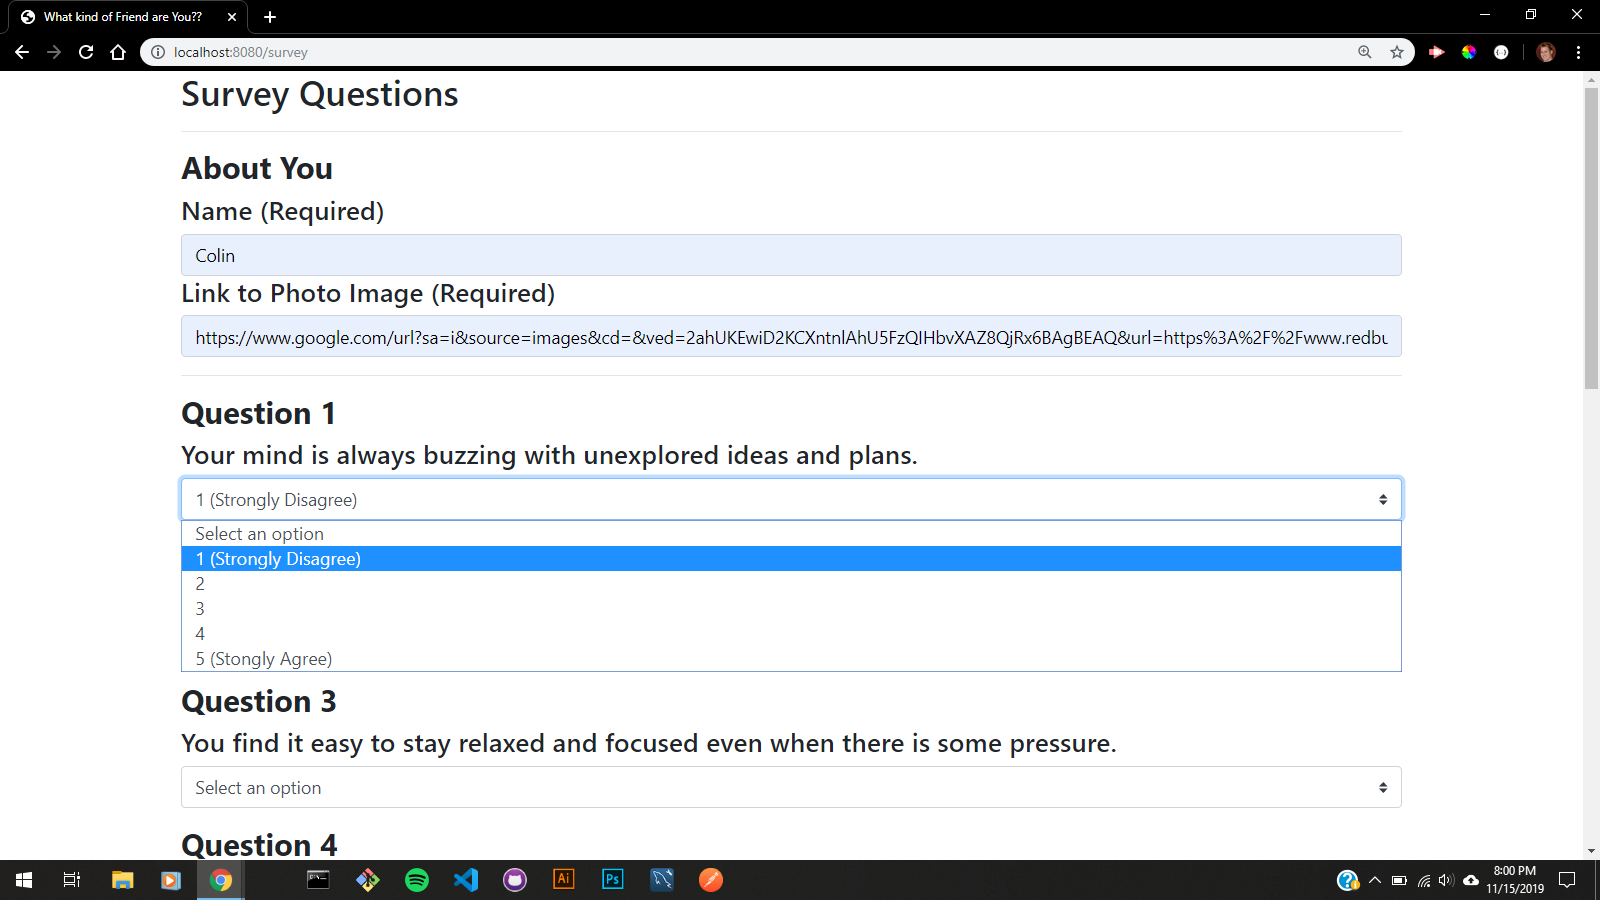 What kind of Friend are You??
localhost:8080/survey
Survey Questions
About You
Name (Required)
Colin
Link to Photo Image (Required)
https://www.google.com/url?sa=i&source=images&cd=&ved=2ahUKEwiD2KCXntnlAhU5FzQIHbvXAZ8QjRx6BAgBEAQ&url=https%3A%2F%2Fwww.redbu
Question 1
Your mind is always buzzing with unexplored ideas and plans.
1 (Strongly Disagree)
Select an option
1 (Strongly Disagree)
2
3
4
5 (Stongly Agree)
Question 3
You find it easy to stay relaxed and focused even when there is some pressure.
Select an option
Question 4
Ai
Ps
8:00 PM
11/15/2019